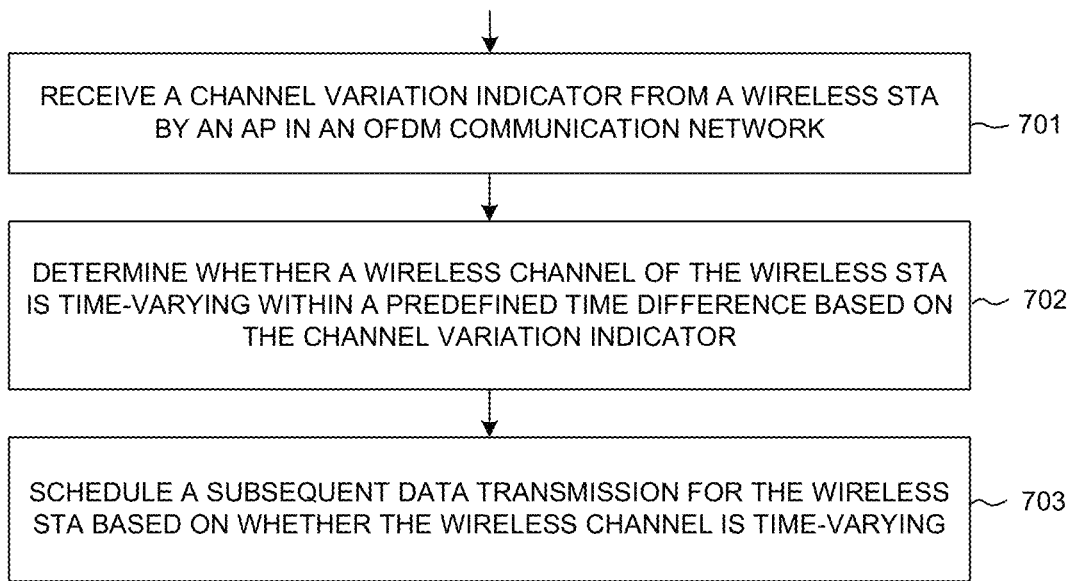 RECEIVE A CHANNEL VARIATION INDICATOR FROM A WIRELESS STA
BY AN AP IN AN OFDM COMMUNICATION NETWORK
701
DETERMINE WHETHER A WIRELESS CHANNEL OF THE WIRELESS STA
IS TIME-VARYING WITHIN A PREDEFINED TIME DIFFERENCE BASED ON
THE CHANNEL VARIATION INDICATOR
702
SCHEDULE A SUBSEQUENT DATA TRANSMISSION FOR THE WIRELESS
STA BASED ON WHETHER THE WIRELESS CHANNEL IS TIME-VARYING
703